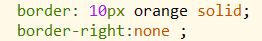 border: 10px orange solid;
border-right:none ;